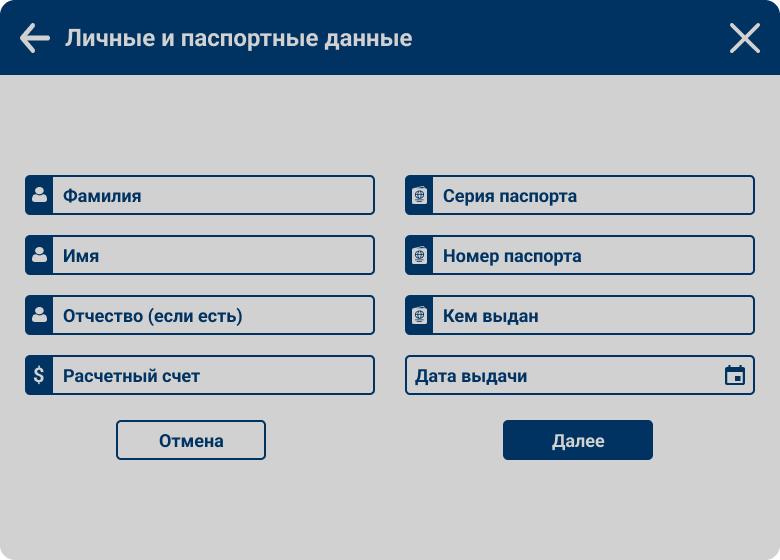 Личные и паспортные данные
Фамилия
Серия паспорта
Имя
Номер паспорта
Отчество (если есть)
Кем выдан
$ Расчетный счет
Дата выдачи
Отмена
Далее